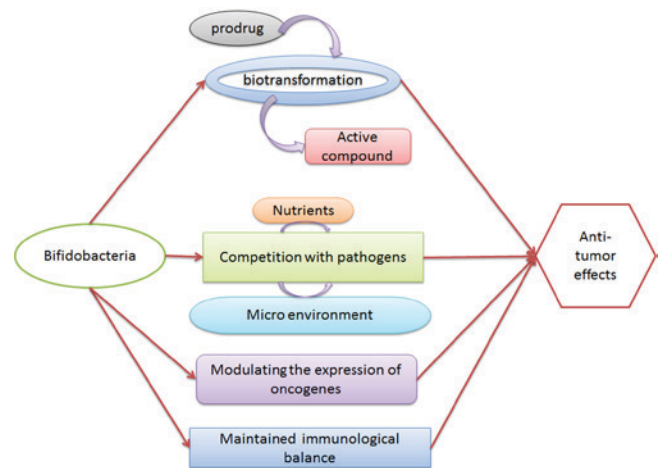 prodrug
biotransformation
Active
compound
Nutrients
Bifidobacteria
Competition with pathogens
Anti-
tumor
effects
Micro environment
Modulating the expression of
oncogenes
Maintained immunological
balance